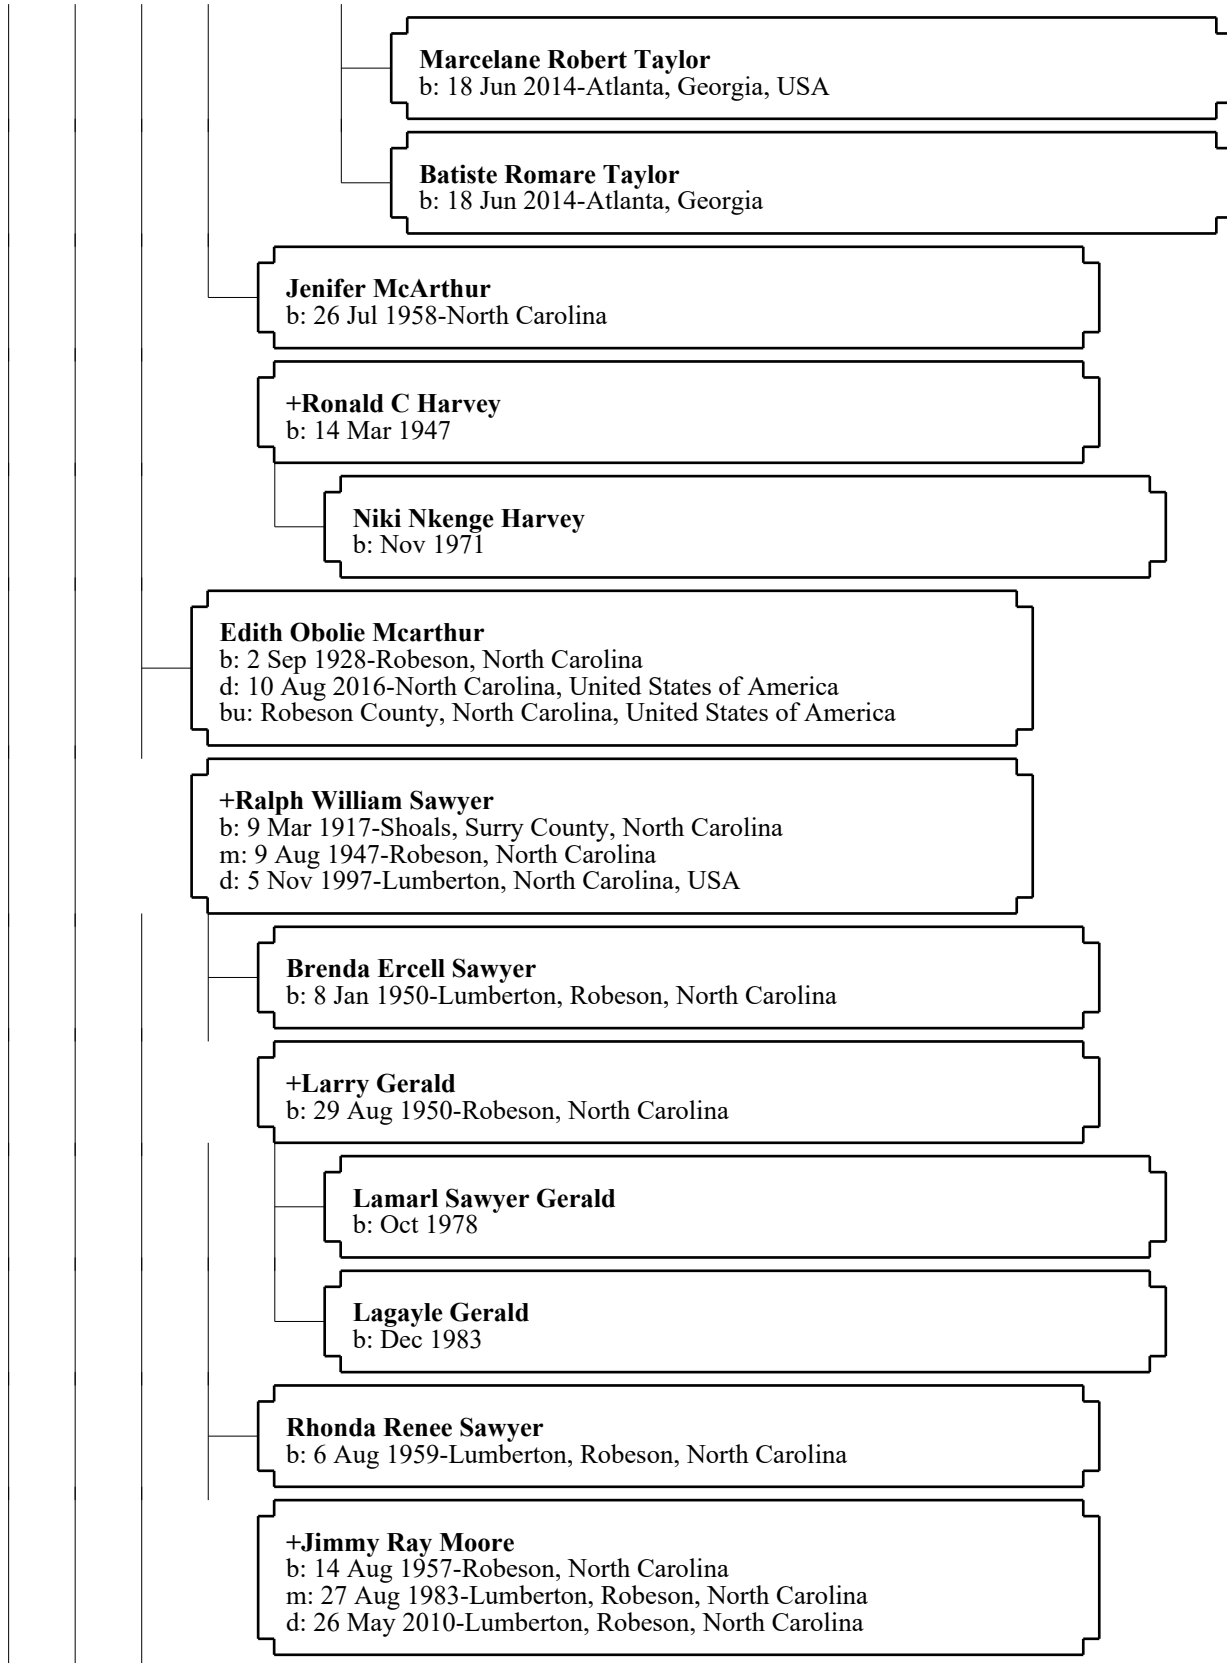 Marcelane Robert Taylor
b: 18 Jun 2014-Atlanta, Georgia, USA
Batiste Romare Taylor
b: 18 Jun 2014-Atlanta, Georgia
Jenifer McArthur
b: 26 Jul 1958-North Carolina
+Ronald C Harvey
b: 14 Mar 1947
Niki Nkenge Harvey
b: Nov 1971
Edith Obolie Mcarthur
b: 2 Sep 1928-Robeson, North Carolina
d: 10 Aug 2016-North Carolina, United States of America
bu: Robeson County, North Carolina, United States of America
+Ralph William Sawyer
b: 9 Mar 1917-Shoals, Surry County, North Carolina
m: 9 Aug 1947-Robeson, North Carolina
d: 5 Nov 1997-Lumberton, North Carolina, USA
Brenda Ercell Sawyer
b: 8 Jan 1950-Lumberton, Robeson, North Carolina
+Larry Gerald
b: 29 Aug 1950-Robeson, North Carolina
Lamarl Sawyer Gerald
b: Oct 1978
Lagayle Gerald
b: Dec 1983
Rhonda Renee Sawyer
b: 6 Aug 1959-Lumberton, Robeson, North Carolina
+Jimmy Ray Moore
b: 14 Aug 1957-Robeson, North Carolina
m: 27 Aug 1983-Lumberton, Robeson, North Carolina
d: 26 May 2010-Lumberton, Robeson, North Carolina